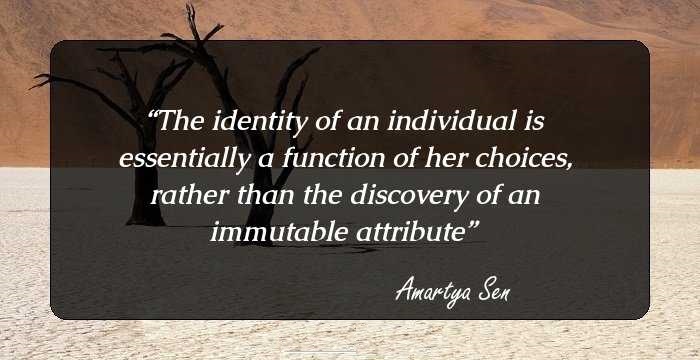 “The identity of an individual is
essentially a function of her choices,
rather than the discovery of an
immutable attribute”
Amartya Sen